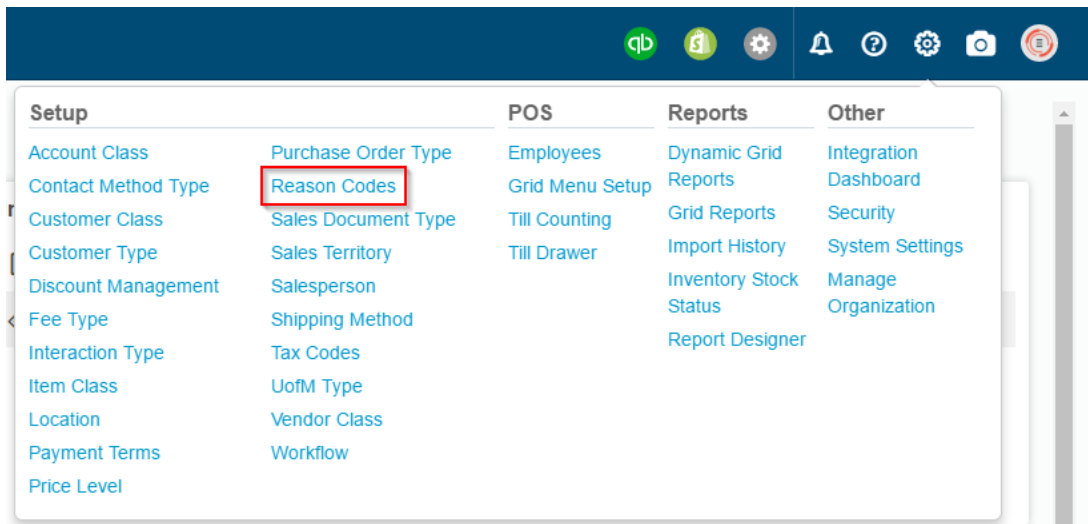 qb
S
Setup
Account Class
Contact Method Type
Customer Class
Customer Type
Discount Management
Fee Type
Interaction Type
Item Class
Location
Payment Terms
Price Level
Purchase Order Type
Reason Codes
Sales Document Type
Sales Territory
Salesperson
Shipping Method
Tax Codes
UofM Type
Vendor Class
Workflow
POS
Employees
Grid Menu Setup
Till Counting
Till Drawer
Reports
Dynamic Grid
Reports
Grid Reports
Import History
Inventory Stock
Status
Report Designer
Other
Integration
Dashboard
Security
System Settings
Manage
Organization